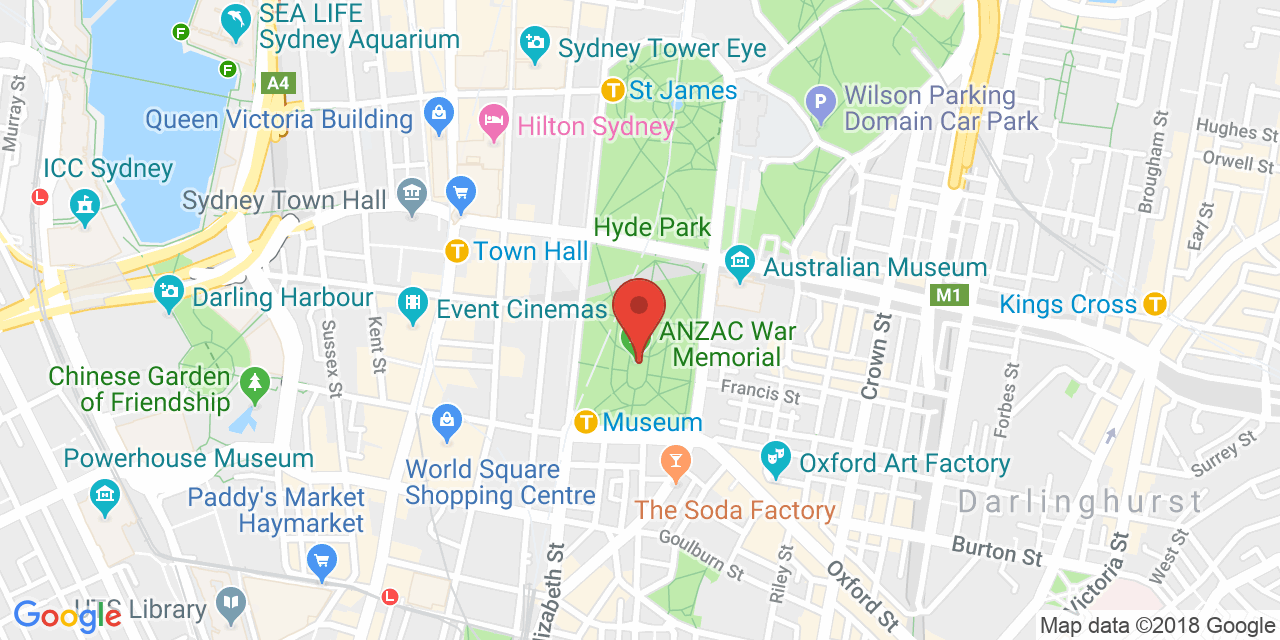 SEA LIFE
Sydney Aquarium
F
F
A4
Sydney Tower Eye
T St James
Queen Victoria Building
Hilton Sydney
P Wilson Parking
Domain Car Park
Murray St
Hughes St
Orwell St
Brougham St
Earl St
ICC Sydney
L
Sydney Town Hall
Hyde Park
T Town Hall
Australian Museum
M1
Kings Cross T
Darling Harbour
Event Cinemas
ANZAC War
Memorial
Sussex St
Kent St
Crown St
Chinese Garden
of Friendship
Francis St
Forbes St
T Museum
Surrey St
Powerhouse Museum
World Square
Shopping Centre
Oxford Art Factory
Paddy's Market
Haymarket
The Soda Factory
Darlinghurst
Goulburn St
Burton St
Riley St
Oxford St
Victoria St
West St
L
Library
Google
Map data ©2018 Google